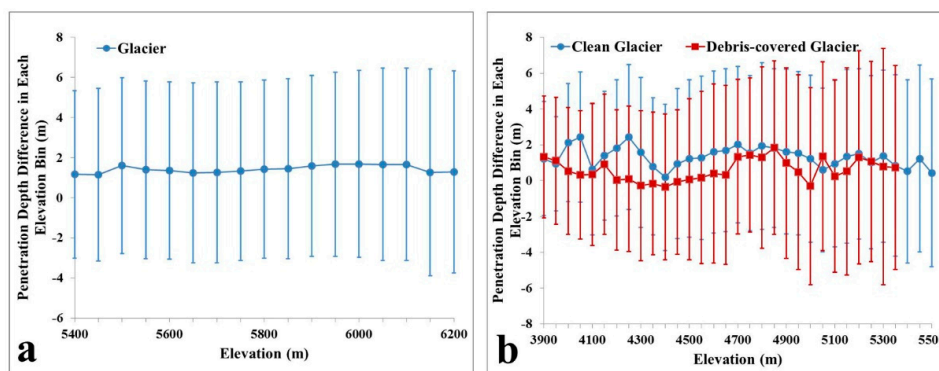 Glacier
Penetration Depth Difference in Each
Elevation Bin (m)
8
6
4
2
0
-2
-4
-6
5400
5600
5800
6000
6200
Elevation (m)
a
Clean Glacier
Debris-covered Glacier
Penetration Depth Difference in Each
Elevation Bin (m)
8
6
4
2
0
-2
-4
-6
-8
3900
4100
4300
4500
4700
4900
5100
5300
5500
Elevation (m)
b